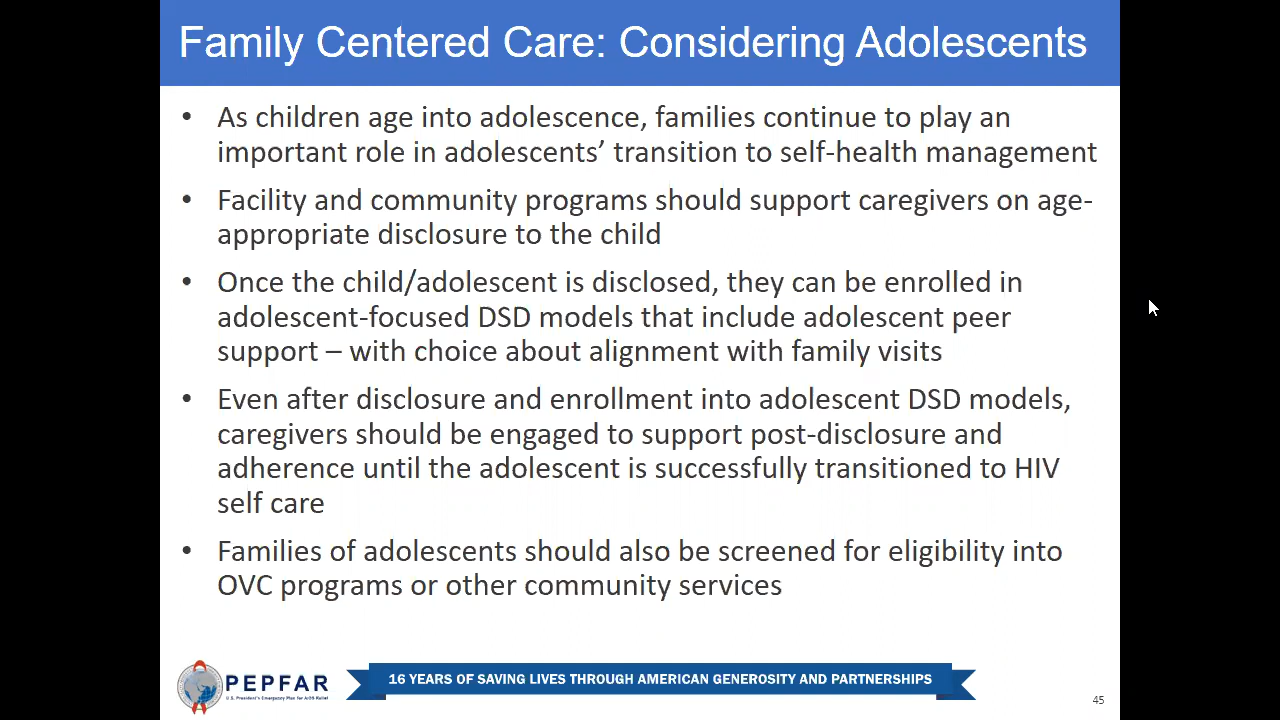 Family Centered Care: Considering Adolescents
• As children age into adolescence, families continue to play an
important role in adolescents’ transition to self-health management
• Facility and community programs should support caregivers on age-
appropriate disclosure to the child
• Once the child/adolescent is disclosed, they can be enrolled in
adolescent-focused DSD models that include adolescent peer
support – with choice about alignment with family visits
• Even after disclosure and enrollment into adolescent DSD models,
caregivers should be engaged to support post-disclosure and
adherence until the adolescent is successfully transitioned to HIV
self care
• Families of adolescents should also be screened for eligibility into
OVC programs or other community services
PEPFAR
U.S. President's Emergency Plan for AIDS Relief
16 YEARS OF SAVING LIVES THROUGH AMERICAN GENEROSITY AND PARTNERSHIPS
45